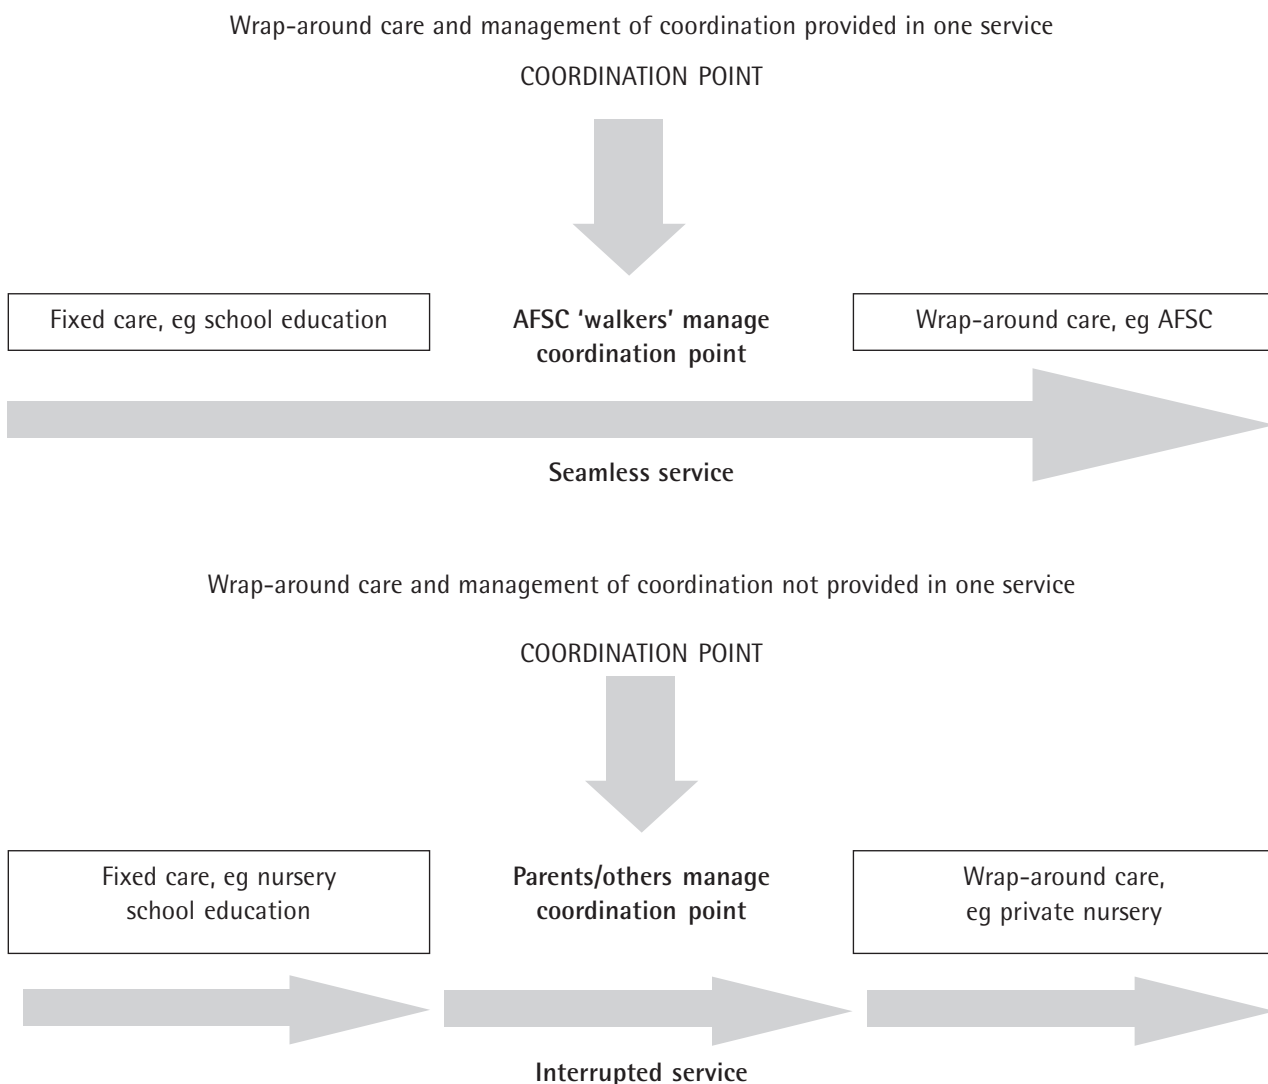 Wrap-around care and management of coordination provided in one service
COORDINATION POINT
Fixed care, eg school education
AFSC ‘walkers’ manage
coordination point
Wrap-around care, eg AFSC
Seamless service
Wrap-around care and management of coordination not provided in one service
COORDINATION POINT
Fixed care, eg nursery
school education
Parents/others manage
coordination point
Wrap-around care,
eg private nursery
Interrupted service